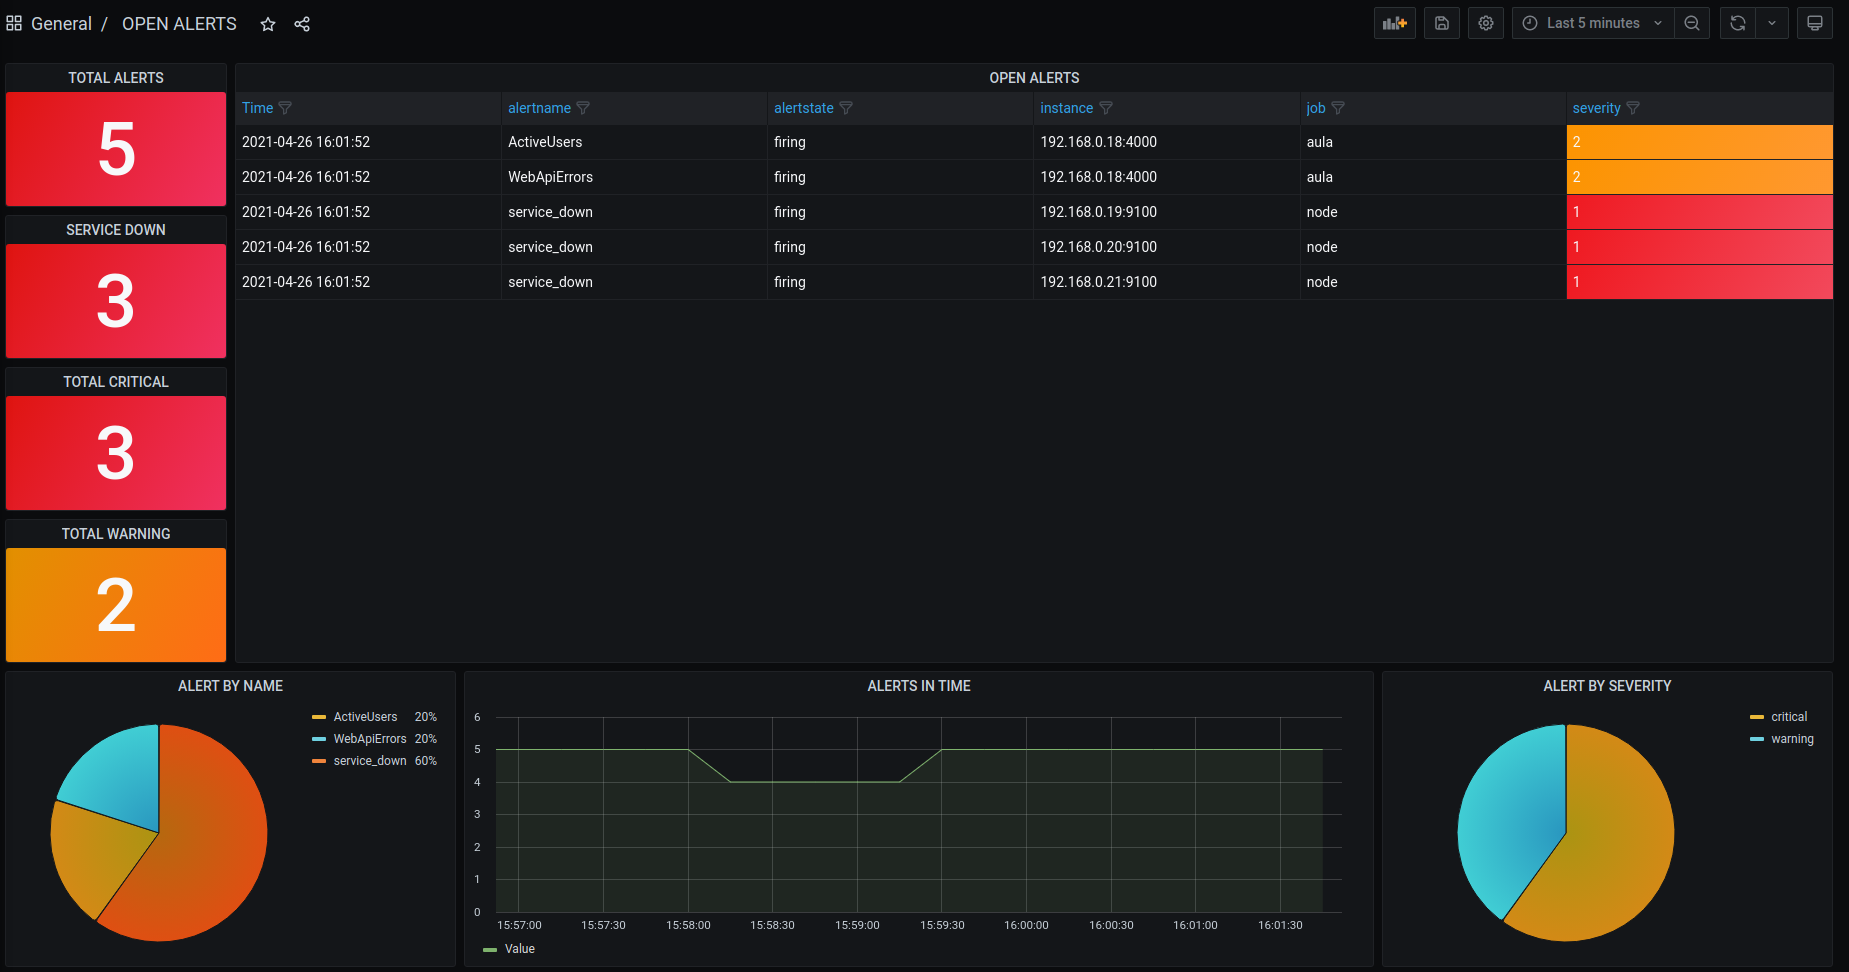 General / OPEN ALERTS
Last 5 minutes
TOTAL ALERTS
5
SERVICE DOWN
3
TOTAL CRITICAL
3
TOTAL WARNING
2
OPEN ALERTS
Time alertname alertstate instance job severity
2021-04-26 16:01:52 ActiveUsers firing 192.168.0.18:4000 aula 2
2021-04-26 16:01:52 WebApiErrors firing 192.168.0.18:4000 aula 2
2021-04-26 16:01:52 service_down firing 192.168.0.19:9100 node 1
2021-04-26 16:01:52 service_down firing 192.168.0.20:9100 node 1
2021-04-26 16:01:52 service_down firing 192.168.0.21:9100 node 1
ALERT BY NAME
ActiveUsers 20%
WebApiErrors 20%
service_down 60%
ALERTS IN TIME
6
5
4
3
2
1
0
15:57:00 15:57:30 15:58:00 15:58:30 15:59:00 15:59:30 16:00:00 16:00:30 16:01:00 16:01:30
Value
ALERT BY SEVERITY
critical
warning